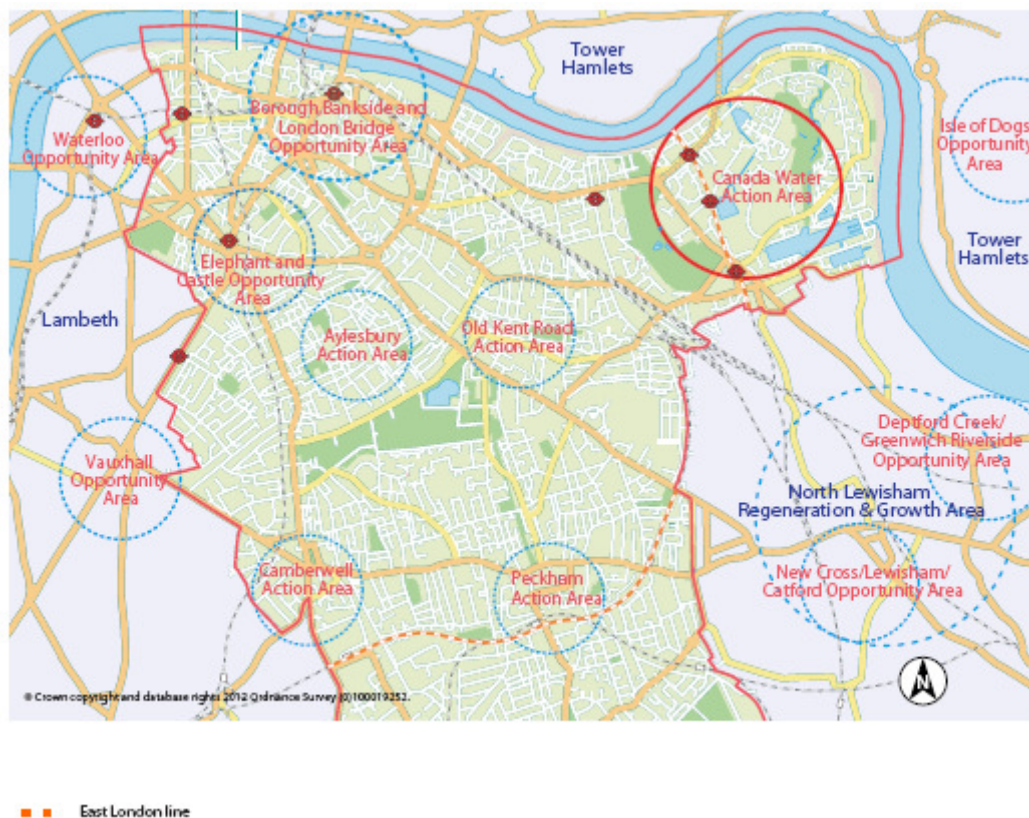 Tower
Hamlets
Borough, Bankside and
London Bridge
Opportunity Area
Waterloo
Opportunity Area
Isle of Dogs
Opportunity
Area
Canada Water
Action Area
Tower
Hamlets
Elephant and
Castle Opportunity
Area
Lambeth
Aylesbury
Action Area
Old Kent Road
Action Area
Deptford Creek/
Greenwich Riverside
Opportunity Area
Vauxhall
Opportunity
Area
North Lewisham
Regeneration & Growth Area
Camberwell
Action Area
Peckham
Action Area
New Cross/Lewisham/
Catford Opportunity Area
N
© Crown copyright and database rights 2012 Ordnance Survey (0)100019252.
East London line